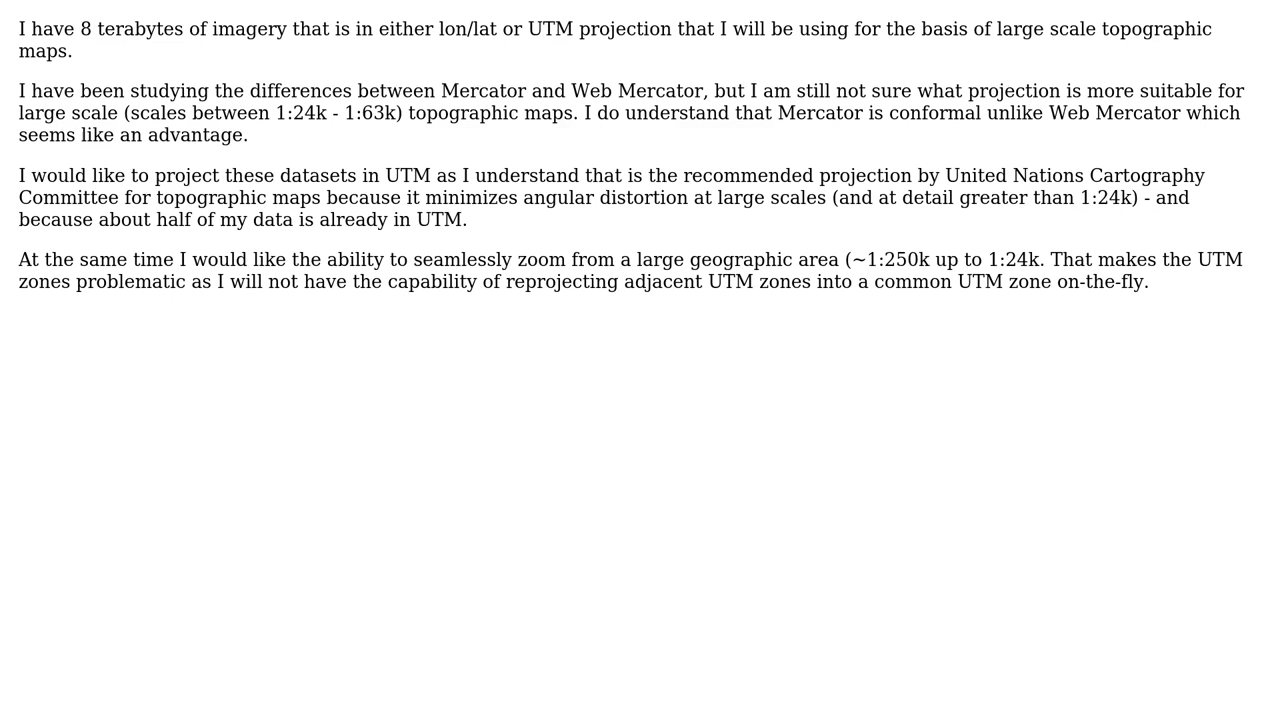 I have 8 terabytes of imagery that is in either lon/lat or UTM projection that I will be using for the basis of large scale topographic
maps.
I have been studying the differences between Mercator and Web Mercator, but I am still not sure what projection is more suitable for
large scale (scales between 1:24k - 1:63k) topographic maps. I do understand that Mercator is conformal unlike Web Mercator which
seems like an advantage.
I would like to project these datasets in UTM as I understand that is the recommended projection by United Nations Cartography
Committee for topographic maps because it minimizes angular distortion at large scales (and at detail greater than 1:24k) - and
because about half of my data is already in UTM.
At the same time I would like the ability to seamlessly zoom from a large geographic area (~1:250k up to 1:24k. That makes the UTM
zones problematic as I will not have the capability of reprojecting adjacent UTM zones into a common UTM zone on-the-fly.